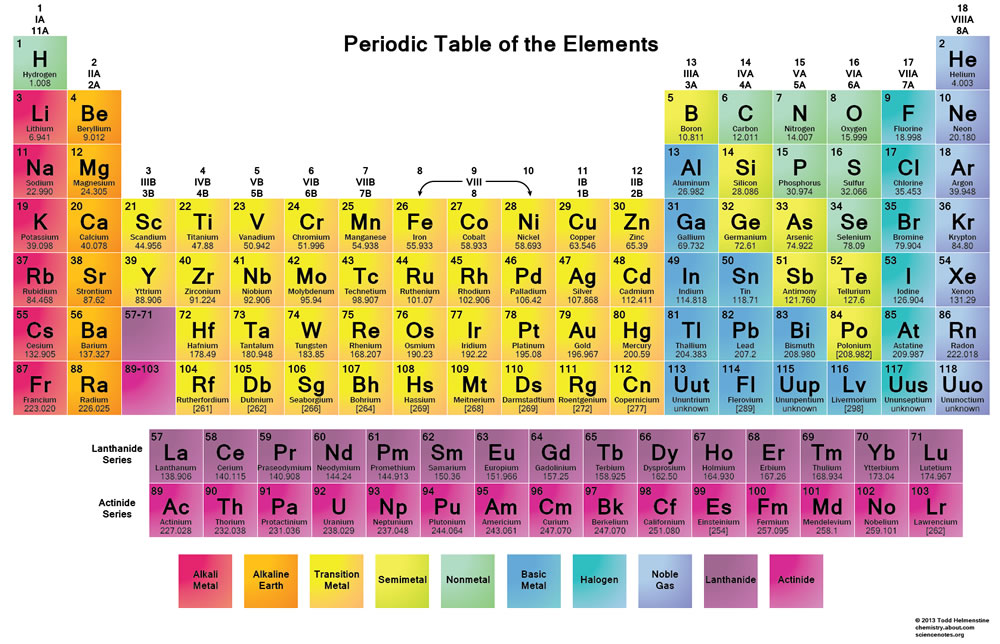 Periodic Table of the Elements
1 18
IA VIIIA
11A 8A
1 2
H He
Hydrogen Helium
1.008 4.003
2 13 14 15 16 17
IIA IIIA IVA VA VIA VIIA
2A 3A 4A 5A 6A 7A
3 4 5 6 7 8 9 10
Li Be B C N O F Ne
Lithium Beryllium Boron Carbon Nitrogen Oxygen Fluorine Neon
6.941 9.012 10.811 12.011 14.007 15.999 18.998 20.180
11 12 13 14 15 16 17 18
Na Mg Al Si P S Cl Ar
Sodium Magnesium Aluminum Silicon Phosphorus Sulfur Chlorine Argon
22.990 24.305 26.982 28.086 30.974 32.066 35.453 39.948
3 4 5 6 7 8 9 10 11 12
IIIB IVB VB VIB VIIB VIII IB IIB
3B 4B 5B 6B 7B 8 1B 2B
19 20 21 22 23 24 25 26 27 28 29 30 31 32 33 34 35 36
K Ca Sc Ti V Cr Mn Fe Co Ni Cu Zn Ga Ge As Se Br Kr
Potassium Calcium Scandium Titanium Vanadium Chromium Manganese Iron Cobalt Nickel Copper Zinc Gallium Germanium Arsenic Selenium Bromine Krypton
39.098 40.078 44.956 47.88 50.942 51.996 54.938 55.933 58.933 58.693 63.546 65.39 69.732 72.61 74.922 78.09 79.904 84.80
37 38 39 40 41 42 43 44 45 46 47 48 49 50 51 52 53 54
Rb Sr Y Zr Nb Mo Tc Ru Rh Pd Ag Cd In Sn Sb Te I Xe
Rubidium Strontium Yttrium Zirconium Niobium Molybdenum Technetium Ruthenium Rhodium Palladium Silver Cadmium Indium Tin Antimony Tellurium Iodine Xenon
84.468 87.62 88.906 91.224 92.906 95.94 98.907 101.07 102.906 106.42 107.868 112.411 114.818 118.71 121.760 127.6 126.904 131.29
55 56 57-71 72 73 74 75 76 77 78 79 80 81 82 83 84 85 86
Cs Ba Hf Ta W Re Os Ir Pt Au Hg Tl Pb Bi Po At Rn
Cesium Barium Hafnium Tantalum Tungsten Rhenium Osmium Iridium Platinum Gold Mercury Thallium Lead Bismuth Polonium Astatine Radon
132.905 137.327 178.49 180.948 183.85 168.207 190.23 192.22 195.08 196.967 200.59 204.383 207.2 208.980 [208.982] 209.987 222.018
87 88 89-103 104 105 106 107 108 109 110 111 112 113 114 115 116 117 118
Fr Ra Rf Db Sg Bh Hs Mt Ds Rg Cn Uut Fl Uup Lv Uus Uuo
Francium Radium Rutherfordium Dubnium Seaborgium Bohrium Hassium Meitnerium Darmstadtium Roentgenium Copernicium Ununtrium Flerovium Ununpentium Livermorium Ununseptium Ununoctium
223.020 226.025 [261] [262] [266] [264] [269] [268] [269] [272] [277] unknown [289] unknown [298] unknown unknown
Lanthanide
Series
57 58 59 60 61 62 63 64 65 66 67 68 69 70 71
La Ce Pr Nd Pm Sm Eu Gd Tb Dy Ho Er Tm Yb Lu
Lanthanum Cerium Praseodymium Neodymium Promethium Samarium Europium Gadolinium Terbium Dysprosium Holmium Erbium Thulium Ytterbium Lutetium
138.906 140.115 140.908 144.24 144.913 150.36 151.966 157.25 158.925 162.50 164.930 167.26 168.934 173.04 174.967
Actinide
Series
89 90 91 92 93 94 95 96 97 98 99 100 101 102 103
Ac Th Pa U Np Pu Am Cm Bk Cf Es Fm Md No Lr
Actinium Thorium Protactinium Uranium Neptunium Plutonium Americium Curium Berkelium Californium Einsteinium Fermium Mendelevium Nobelium Lawrencium
227.028 232.038 231.036 238.029 237.048 244.064 243.061 247.070 247.070 251.080 [254] 257.095 258.1 259.101 [262]
Alkali Metal
Alkaline Earth
Transition Metal
Semimetal
Nonmetal
Basic Metal
Halogen
Noble Gas
Lanthanide
Actinide
© 2013 Todd Helmenstine
chemistry.about.com
sciencenotes.org